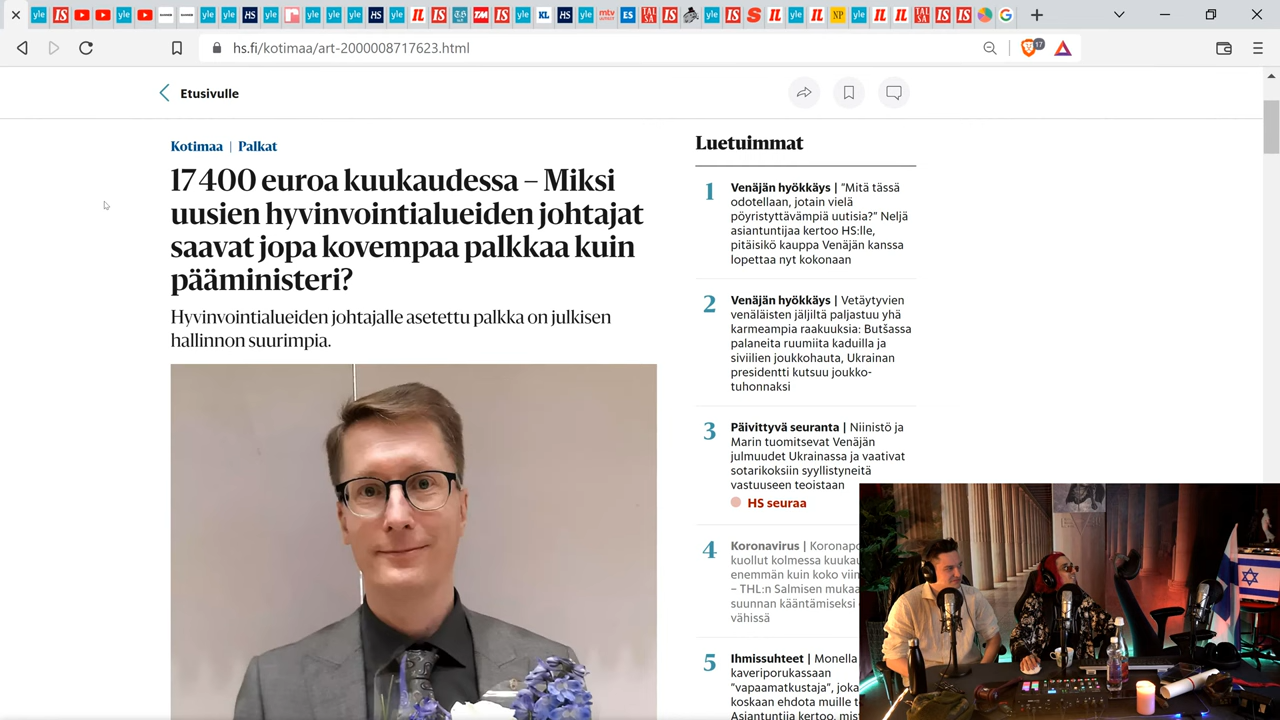 hs.fi/kotimaa/art-2000008717623.html
17
Etusivulle
Kotimaa | Palkat
17 400 euroa kuukaudessa – Miksi
uusien hyvinvointialueiden johtajat
saavat jopa kovempaa palkkaa kuin
pääministeri?
Hyvinvointialueiden johtajalle asetettu palkka on julkisen
hallinnon suurimpia.
Luetuimmat
1
Venäjän hyökkäys | ”Mitä tässä
odotellaan, jotain vielä
pöyristyttävämpiä uutisia?” Neljä
asiantuntijaa kertoo HS:lle,
pitäisikö kauppa Venäjän kanssa
lopettaa nyt kokonaan
2
Venäjän hyökkäys | Vetäytyvien
venäläisten jäljiltä paljastuu yhä
karmeampia raakuuksia: Butšassa
palaneita ruumiita kaduilla ja
siviilien joukkohauta, Ukrainan
presidentti kutsuu joukko-
tuhonnaksi
3
Päivittyvä seuranta | Niinistö ja
Marin tuomitsevat Venäjän
julmuudet Ukrainassa ja vaativat
sotarikoksiin syyllistyneitä
vastuuseen teoistaan
HS seuraa
4
Koronavirus |
kuollut kolmessa
enemmän kuin koko
– THL:n Salmisen mukaa
suunnan kääntämiseksi
vähissä
5
Ihmissuhteet | Monella
kaveriporukassaan
”vapaamatkustaja”, joka
koskaan ehdota muille
Asiantuntija kertoo,